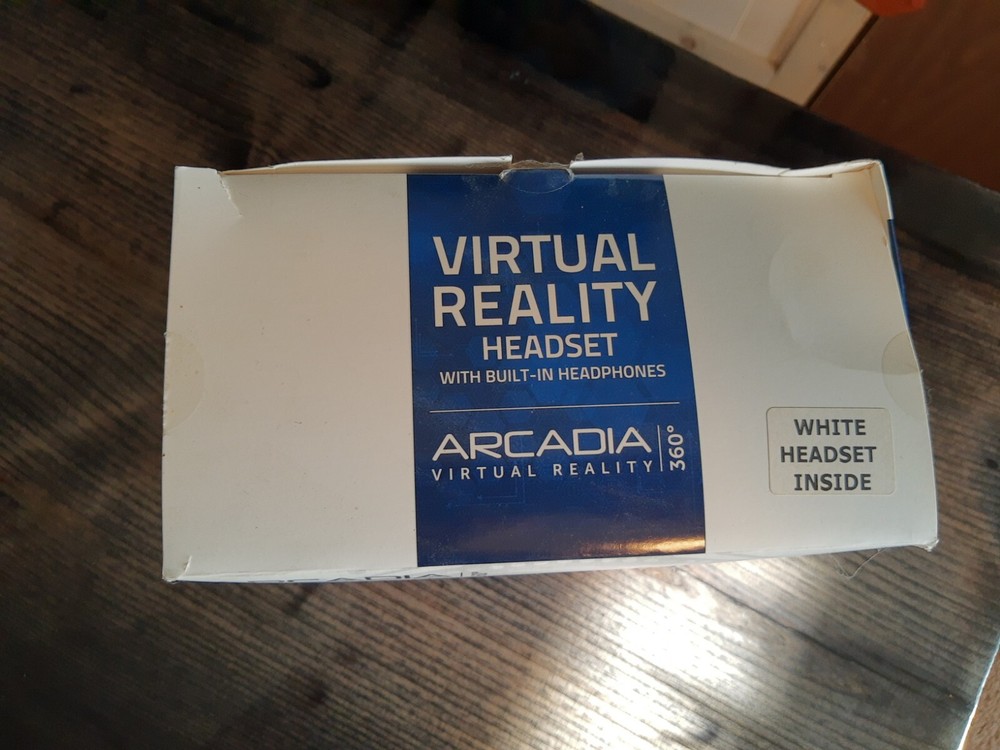 VIRTUAL
REALITY
HEADSET
WITH BUILT-IN HEADPHONES
ARCADIA
VIRTUAL REALITY
360°
WHITE
HEADSET
INSIDE